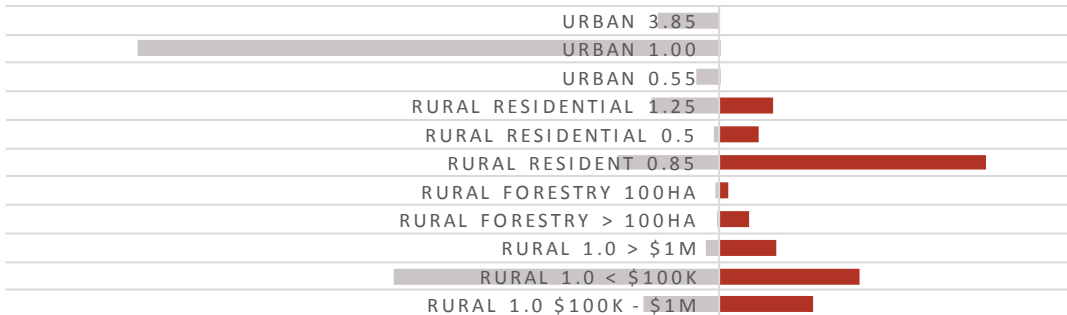 URBAN 3.85
URBAN 1.00
URBAN 0.55
RURAL RESIDENTIAL 1.25
RURAL RESIDENTIAL 0.5
RURAL RESIDENT 0.85
RURAL FORESTRY 100HA
RURAL FORESTRY > 100HA
RURAL 1.0 > $1M
RURAL 1.0 < $100K
RURAL 1.0 $100K - $1M